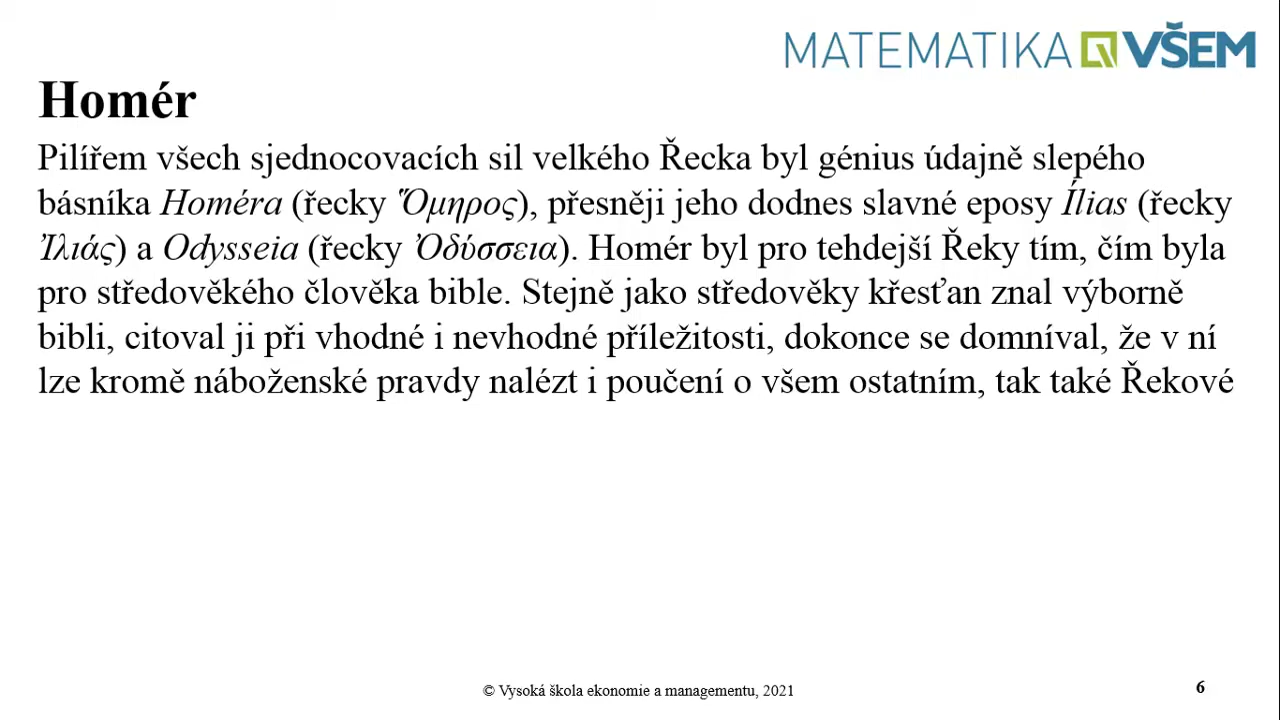 MATEMATIKA VŠEM
Homér
Pilířem všech sjednocovacích sil velkého Řecka byl génius údajně slepého
básníka Homéra (řecky Ὅμηρος), přesněji jeho dodnes slavné eposy Ílias (řecky
Ἰλιάς) a Odysseia (řecky Ὀδύσσεια). Homér byl pro tehdejší Řeky tím, čím byla
pro středověkého člověka bible. Stejně jako středověky křesťan znal výborně
bibli, citoval ji při vhodné i nevhodné příležitosti, dokonce se domníval, že v ní
lze kromě náboženské pravdy nalézt i poučení o všem ostatním, tak také Řekové
© Vysoká škola ekonomie a managementu, 2021
6